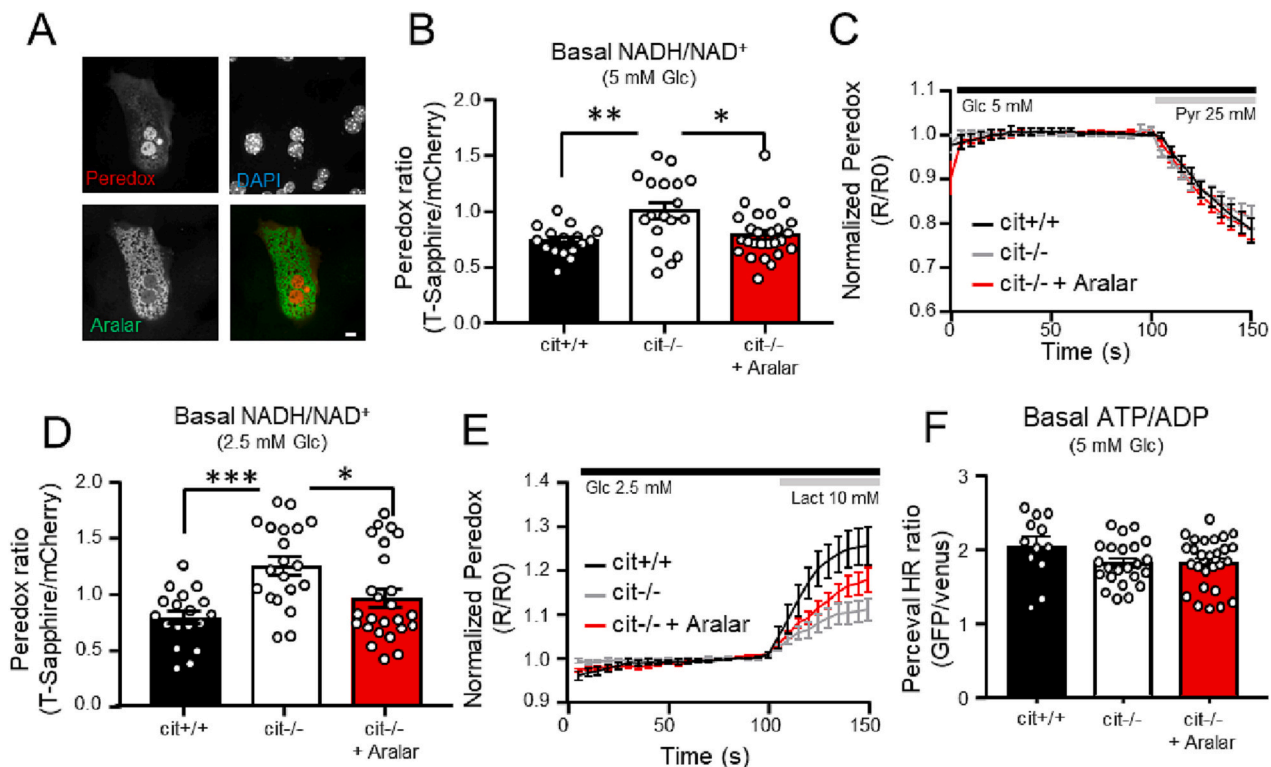 A
Peredox
DAPI
Aralar
B
Basal NADH/NAD⁺
(5 mM Glc)
Peredox ratio
(T-Sapphire/mCherry)
2.0
1.5
1.0
0.5
0.0
**
*
cit+/+
cit-/-
cit-/-
+ Aralar
C
Normalized Peredox
(R/R0)
1.1
1.0
0.9
0.8
0.7
0.6
Glc 5 mM
Pyr 25 mM
cit+/+
cit-/-
cit-/- + Aralar
0
50
100
150
Time (s)
D
Basal NADH/NAD⁺
(2.5 mM Glc)
Peredox ratio
(T-Sapphire/mCherry)
2.0
1.5
1.0
0.5
0.0
***
*
cit+/+
cit-/-
cit-/-
+ Aralar
E
Normalized Peredox
(R/R0)
1.4
1.3
1.2
1.1
1.0
0.9
Glc 2.5 mM
Lact 10 mM
cit+/+
cit-/-
cit-/- + Aralar
0
50
100
150
Time (s)
F
Basal ATP/ADP
(5 mM Glc)
Perceval HR ratio
(GFP/venus)
3
2
1
0
cit+/+
cit-/-
cit-/-
+ Aralar